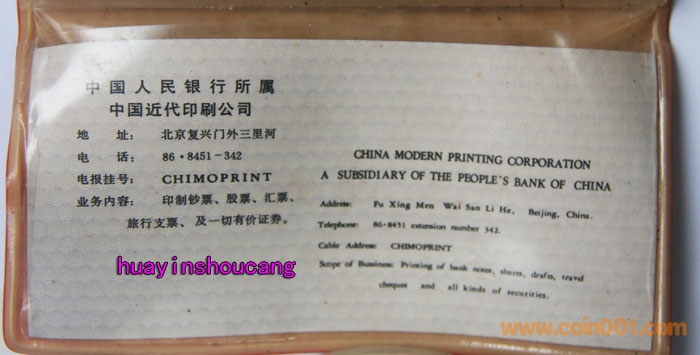 中国人民银行所属
中国近代印刷公司
地 址： 北京复兴门外三里河
电 话： 86·8451-342
电报挂号： CHIMOPRINT
业务内容： 印制钞票、股票、汇票、
旅行支票、及一切有价证券。
CHINA MODERN PRINTING CORPORATION
A SUBSIDIARY OF THE PEOPLE'S BANK OF CHINA
Address: Fu Xing Men Wai San Li He, Beijing, China.
Telephone: 86-8451 extension number 342.
Cable Address: CHIMOPRINT
Scope of Bussiness: Printing of bank notes, shares, drafts, travel
cheques and all kinds of securities.
huayinshoucang
www.coin001.com